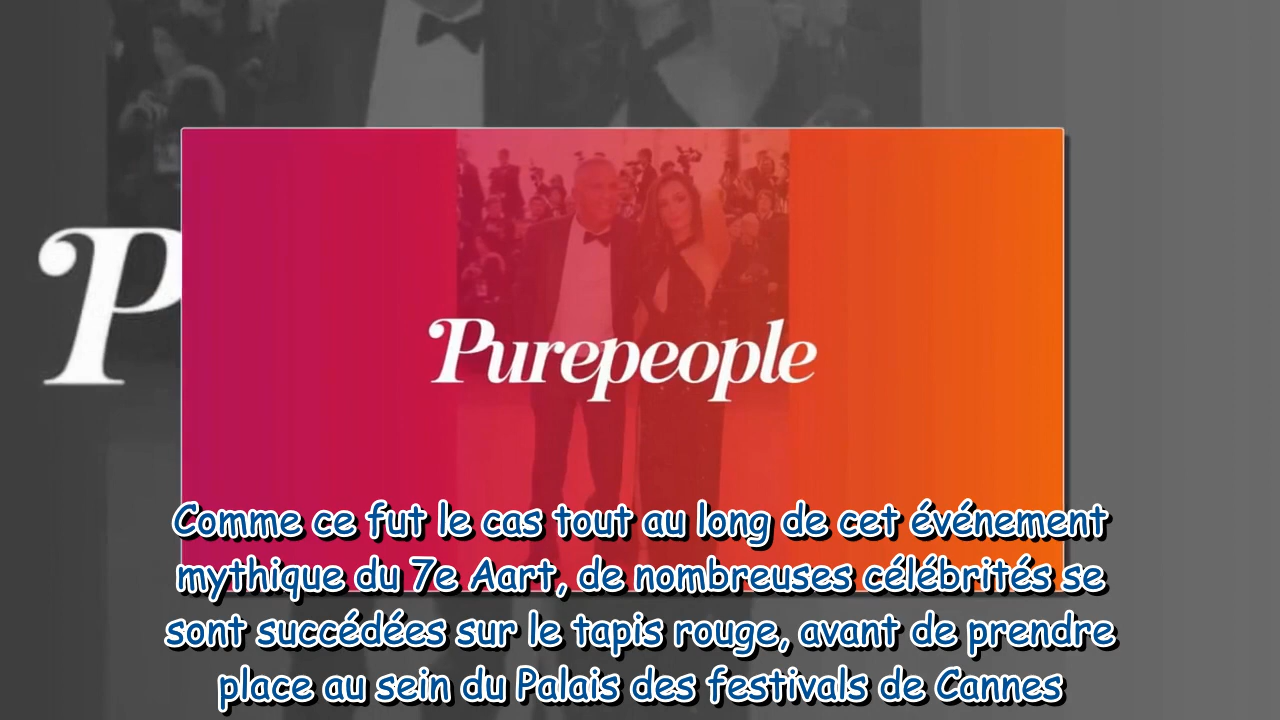 P
Purepeople
Comme ce fut le cas tout au long de cet événement
mythique du 7e Aart, de nombreuses célébrités se
sont succédées sur le tapis rouge, avant de prendre
place au sein du Palais des festivals de Cannes